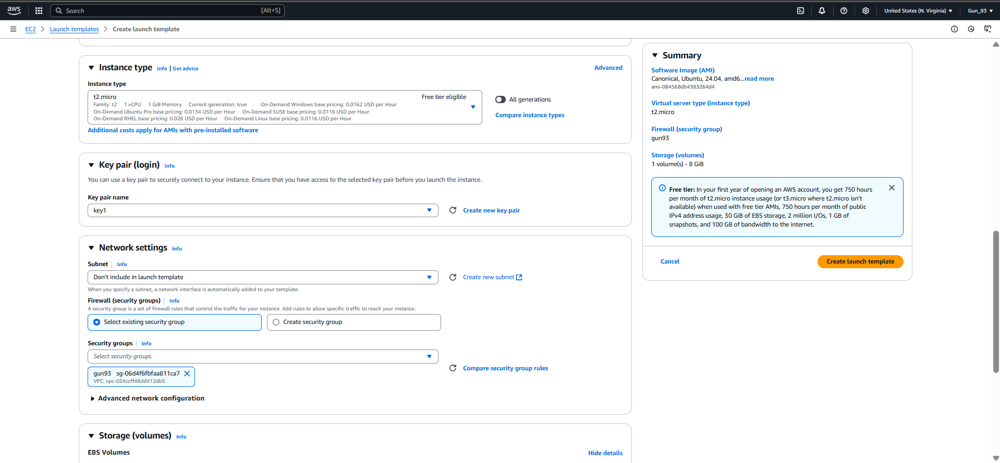 aws
Search
[Alt+S]
United States (N. Virginia)
Gun_93
EC2
Launch templates
Create launch template
Instance type
Info
Get advice
Advanced
Instance type
t2.micro
Free tier eligible
Family: t2 1 vCPU 1 GiB Memory Current generation: true On-Demand Windows base pricing: 0.0162 USD per Hour
On-Demand Ubuntu Pro base pricing: 0.0134 USD per Hour On-Demand SUSE base pricing: 0.0116 USD per Hour
On-Demand RHEL base pricing: 0.026 USD per Hour On-Demand Linux base pricing: 0.0116 USD per Hour
All generations
Compare instance types
Additional costs apply for AMIs with pre-installed software
Key pair (login)
Info
You can use a key pair to securely connect to your instance. Ensure that you have access to the selected key pair before you launch the instance.
Key pair name
key1
Create new key pair
Network settings
Info
Subnet
Info
Don't include in launch template
Create new subnet
When you specify a subnet, a network interface is automatically added to your template.
Firewall (security groups)
Info
A security group is a set of firewall rules that control the traffic for your instance. Add rules to allow specific traffic to reach your instance.
Select existing security group
Create security group
Security groups
Info
Select security groups
gun93 sg-06d4f6fbfaa811ca7
VPC: vpc-024ccff48dd412db5
Compare security group rules
Advanced network configuration
Storage (volumes)
Info
EBS Volumes
Hide details
Summary
Software Image (AMI)
Canonical, Ubuntu, 24.04, amd6...read more
ami-084568db4383264d4
Virtual server type (instance type)
t2.micro
Firewall (security group)
gun93
Storage (volumes)
1 volume(s) - 8 GiB
Free tier: In your first year of opening an AWS account, you get 750 hours
per month of t2.micro instance usage (or t3.micro where t2.micro isn't
available) when used with free tier AMIs, 750 hours per month of public
IPv4 address usage, 30 GiB of EBS storage, 2 million I/Os, 1 GB of
snapshots, and 100 GB of bandwidth to the internet.
Cancel
Create launch template